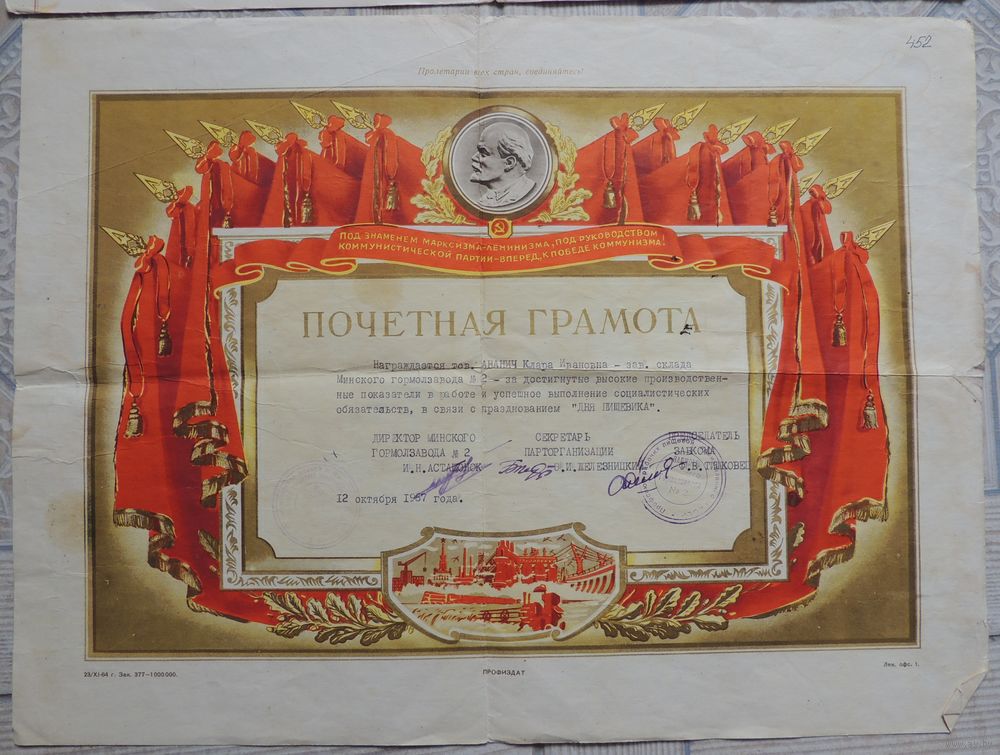 452
Пролетарии всех стран, соединяйтесь!
ПОД ЗНАМЕНЕМ МАРКСИЗМА-ЛЕНИНИЗМА, ПОД РУКОВОДСТВОМ
КОММУНИСТИЧЕСКОЙ ПАРТИИ—ВПЕРЕД, К ПОБЕДЕ КОММУНИЗМА!
ПОЧЕТНАЯ ГРАМОТА
Награждается тов. АНАНИЧ Клара Ивановна - зав. склада
Минского гормолзавода № 2 - за достигнутые высокие производствен-
ные показатели в работе и успешное выполнение социалистических
обязательств, в связи с празднованием "ДНЯ ПИЩЕВИКА".
ДИРЕКТОР МИНСКОГО СЕКРЕТАРЬ ПРЕДСЕДАТЕЛЬ
ГОРМОЛЗАВОДА № 2 ПАРТОРГАНИЗАЦИИ ЗАВКОМА
И.Н. .И.ЖЕЛЕЗНИЦКИЙ
12 октября 1967 года.
23/XI-64 г. Зак. 377—1000000.
ПРОФИЗДАТ
Лен. офс. 1.